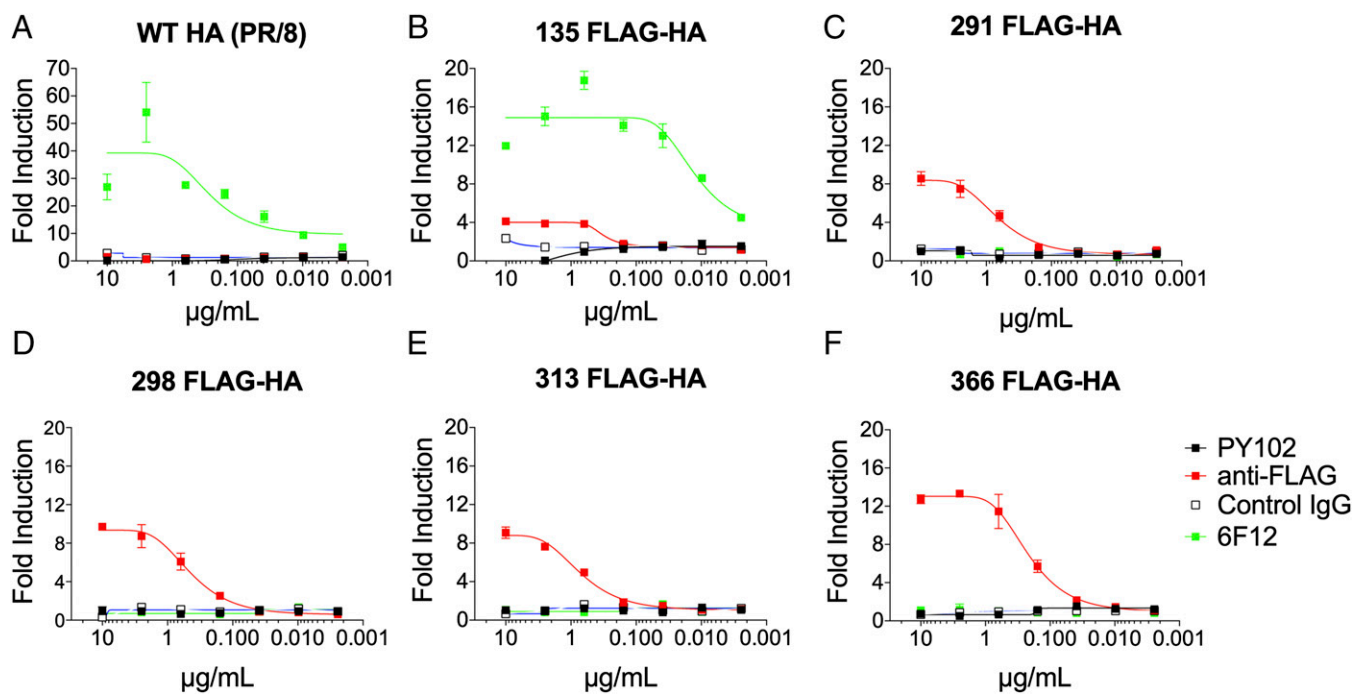 A
WT HA (PR/8)
Fold Induction
70
60
50
40
30
20
10
0
10 1 0.100 0.010 0.001
µg/mL
B
135 FLAG-HA
Fold Induction
20
16
12
8
4
0
10 1 0.100 0.010 0.001
µg/mL
C
291 FLAG-HA
Fold Induction
20
16
12
8
4
0
10 1 0.100 0.010 0.001
µg/mL
D
298 FLAG-HA
Fold Induction
20
16
12
8
4
0
10 1 0.100 0.010 0.001
µg/mL
E
313 FLAG-HA
Fold Induction
20
16
12
8
4
0
10 1 0.100 0.010 0.001
µg/mL
F
366 FLAG-HA
Fold Induction
20
16
12
8
4
0
10 1 0.100 0.010 0.001
µg/mL
PY102
anti-FLAG
Control IgG
6F12